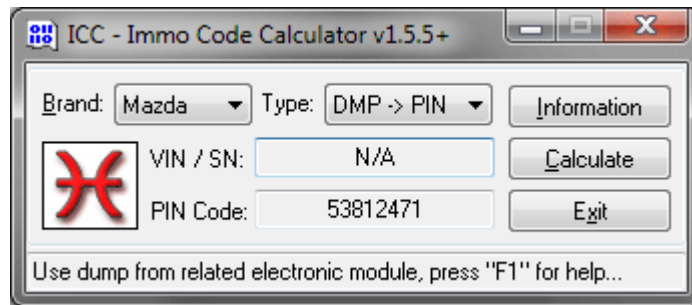 ICC - Immo Code Calculator v1.5.5+
Brand: Mazda Type: DMP -> PIN Information
VIN / SN: N/A Calculate
PIN Code: 53812471 Exit
Use dump from related electronic module, press "F1" for help...